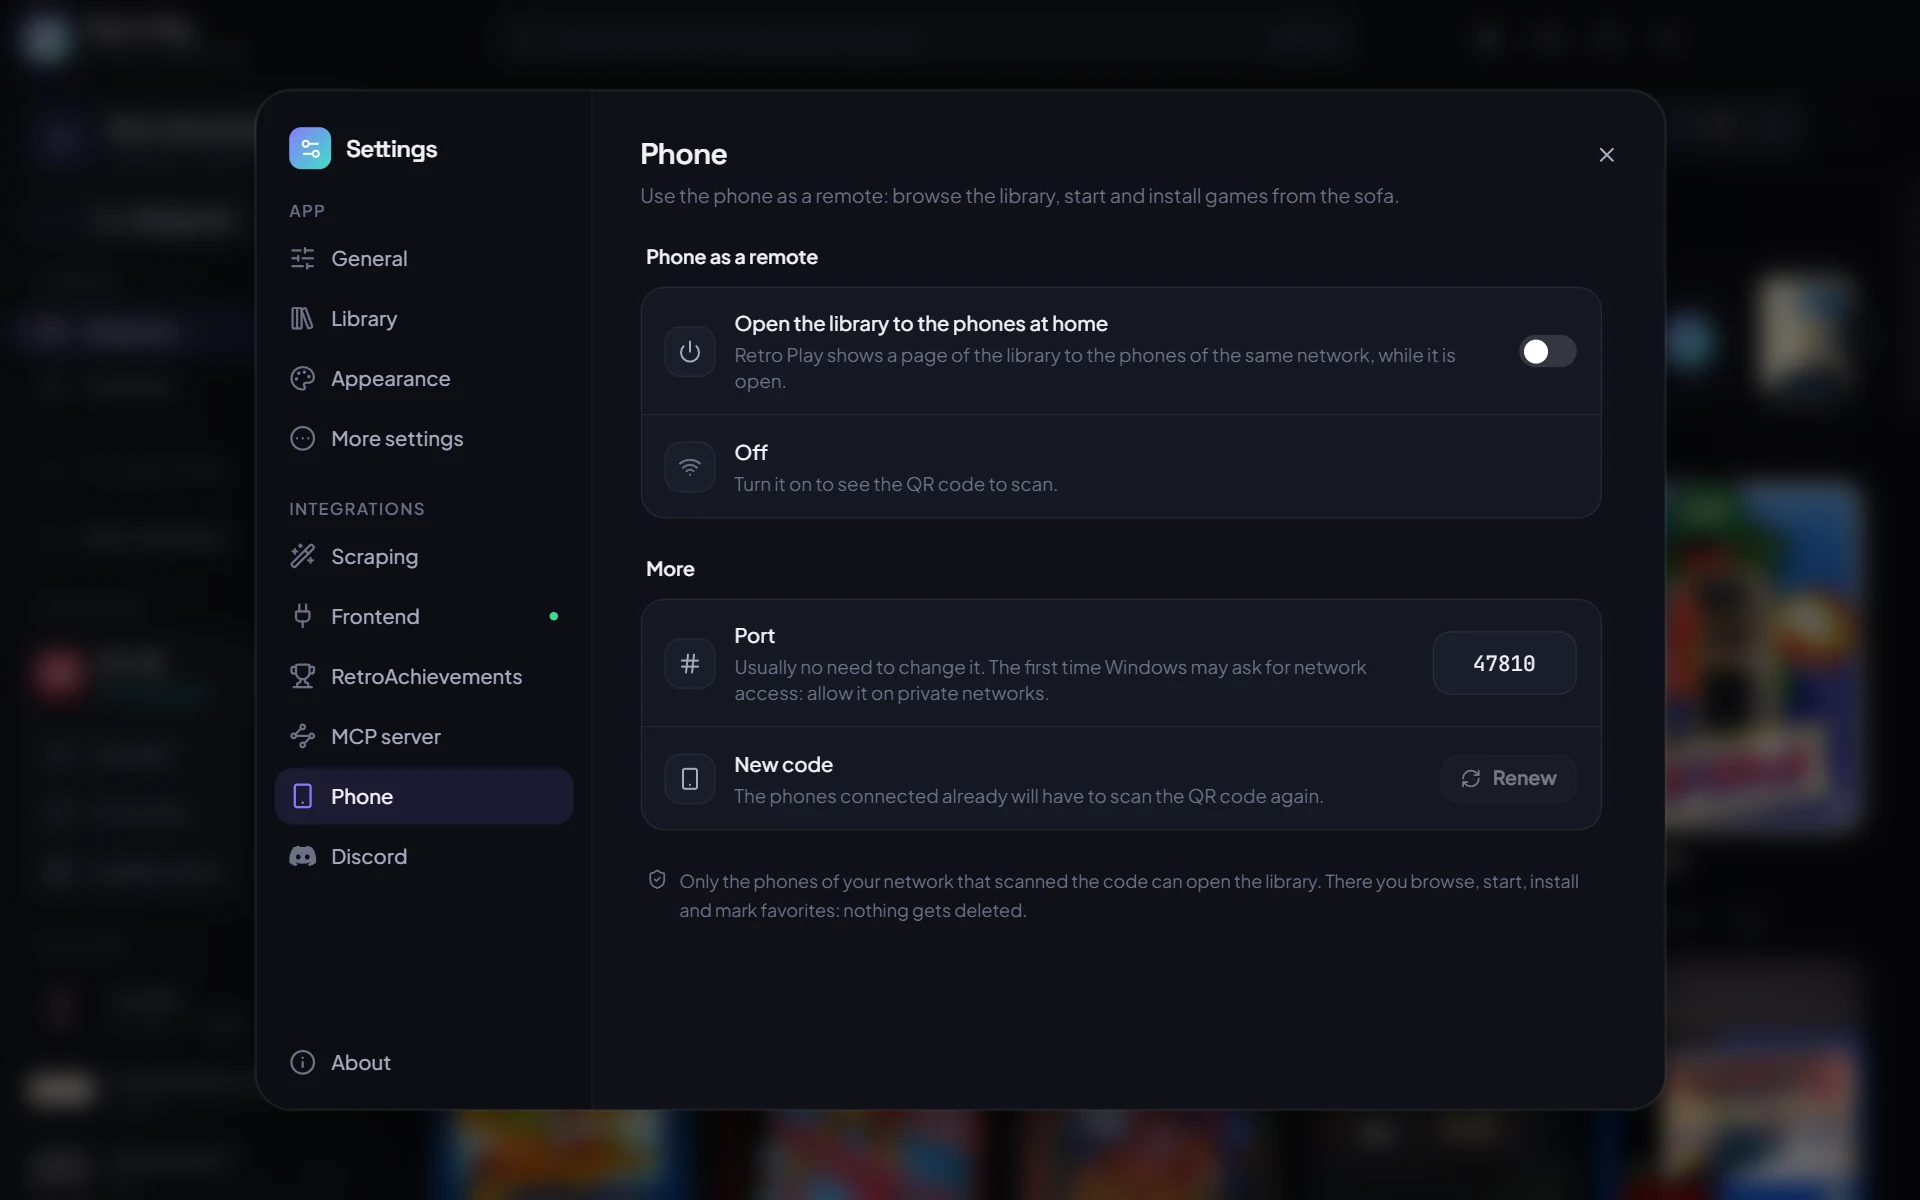 Settings
APP
General
Library
Appearance
More settings
INTEGRATIONS
Scraping
Frontend
RetroAchievements
MCP server
Phone
Discord
About
Phone
Use the phone as a remote: browse the library, start and install games from the sofa.
Phone as a remote
Open the library to the phones at home
Retro Play shows a page of the library to the phones of the same network, while it is
open.
Off
Turn it on to see the QR code to scan.
More
Port
Usually no need to change it. The first time Windows may ask for network
access: allow it on private networks.
47810
New code
The phones connected already will have to scan the QR code again.
Renew
Only the phones of your network that scanned the code can open the library. There you browse, start, install
and mark favorites: nothing gets deleted.